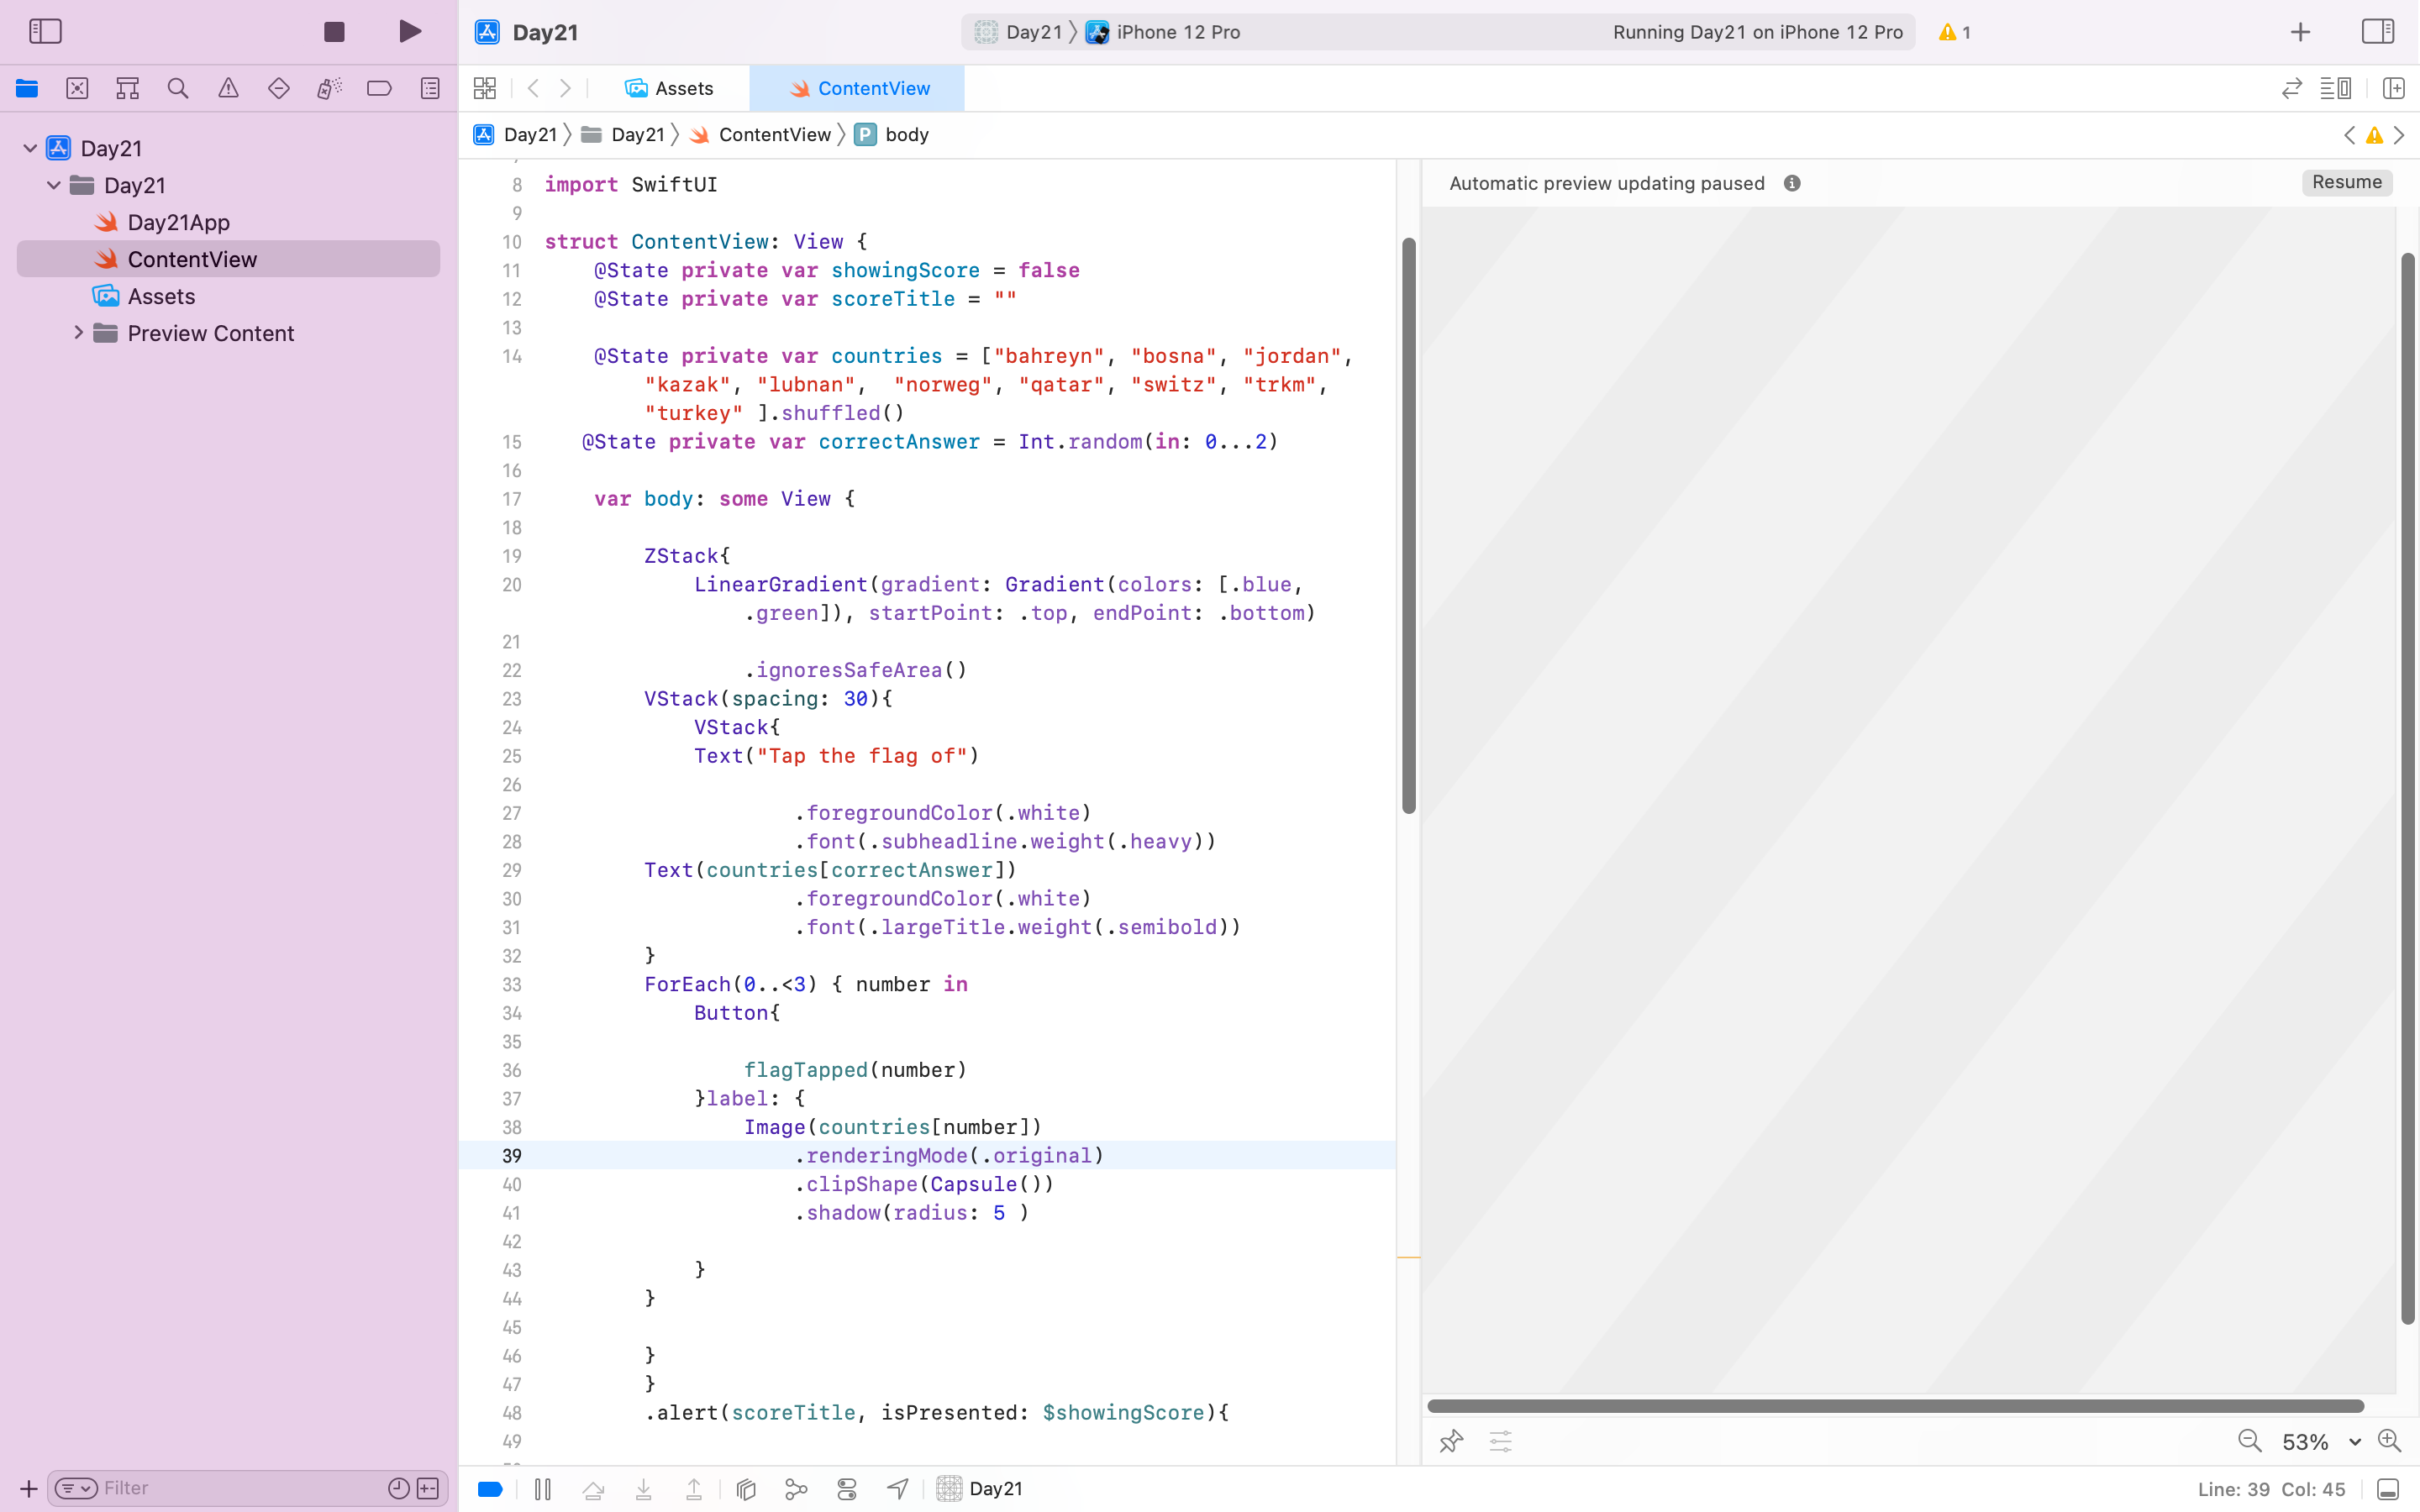 Day21
Day21 〉 iPhone 12 Pro
Running Day21 on iPhone 12 Pro
1
Assets
ContentView
Day21 〉 Day21 〉 ContentView 〉 P body
Day21
Day21
Day21App
ContentView
Assets
Preview Content
8 import SwiftUI
9
10 struct ContentView: View {
11 @State private var showingScore = false
12 @State private var scoreTitle = ""
13
14 @State private var countries = ["bahreyn", "bosna", "jordan",
"kazak", "lubnan",  "norweg", "qatar", "switz", "trkm",
"turkey" ].shuffled()
15 @State private var correctAnswer = Int.random(in: 0...2)
16
17 var body: some View {
18
19 ZStack{
20 LinearGradient(gradient: Gradient(colors: [.blue,
.green]), startPoint: .top, endPoint: .bottom)
21
22 .ignoresSafeArea()
23 VStack(spacing: 30){
24 VStack{
25 Text("Tap the flag of")
26
27 .foregroundColor(.white)
28 .font(.subheadline.weight(.heavy))
29 Text(countries[correctAnswer])
30 .foregroundColor(.white)
31 .font(.largeTitle.weight(.semibold))
32 }
33 ForEach(0..<3) { number in
34 Button{
35
36 flagTapped(number)
37 }label: {
38 Image(countries[number])
39 .renderingMode(.original)
40 .clipShape(Capsule())
41 .shadow(radius: 5 )
42
43 }
44 }
45
46 }
47 }
48 .alert(scoreTitle, isPresented: $showingScore){
49
Automatic preview updating paused
Resume
53%
Filter
Day21
Line: 39 Col: 45